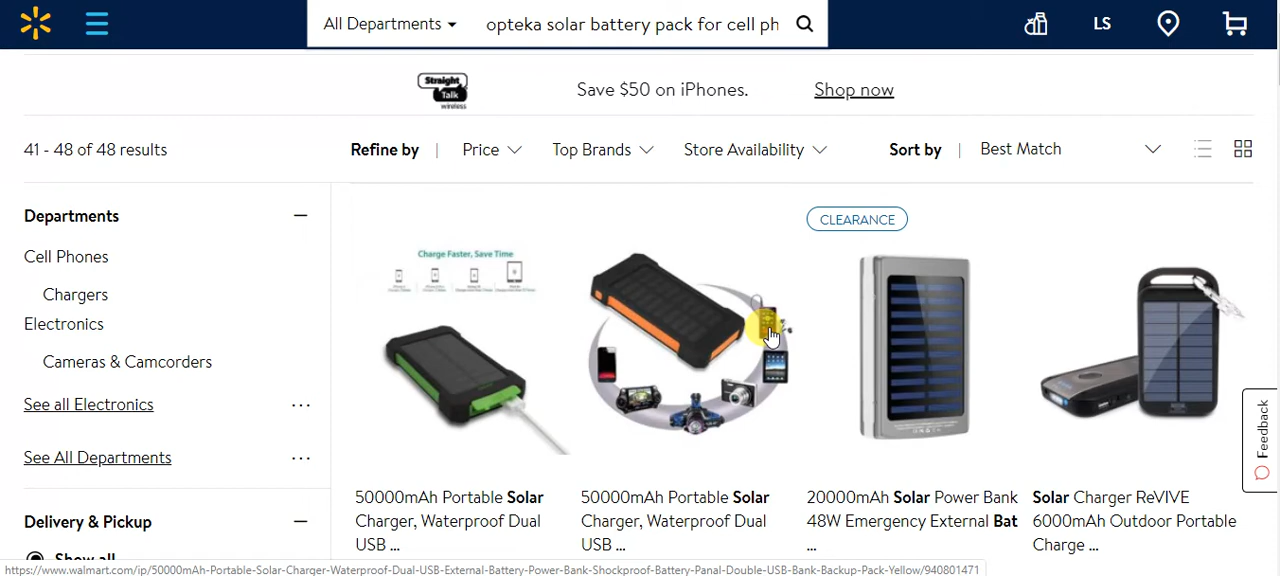 All Departments
opteka solar battery pack for cell ph
LS
Straight
Talk
wireless
Save $50 on iPhones.
Shop now
41 - 48 of 48 results
Refine by | Price
Top Brands
Store Availability
Sort by | Best Match
Departments
Cell Phones
Chargers
Electronics
Cameras & Camcorders
See all Electronics
...
See All Departments
...
Delivery & Pickup
Show all
Charge Faster, Save Time
CLEARANCE
50000mAh Portable Solar
Charger, Waterproof Dual
USB ...
50000mAh Portable Solar
Charger, Waterproof Dual
USB ...
20000mAh Solar Power Bank
48W Emergency External Bat
...
Solar Charger ReVIVE
6000mAh Outdoor Portable
Charge ...
Feedback
https://www.walmart.com/ip/50000mAh-Portable-Solar-Charger-Waterproof-Dual-USB-External-Battery-Power-Bank-Shockproof-Battery-Panel-Double-USB-Bank-Backup-Pack-Yellow/940801471